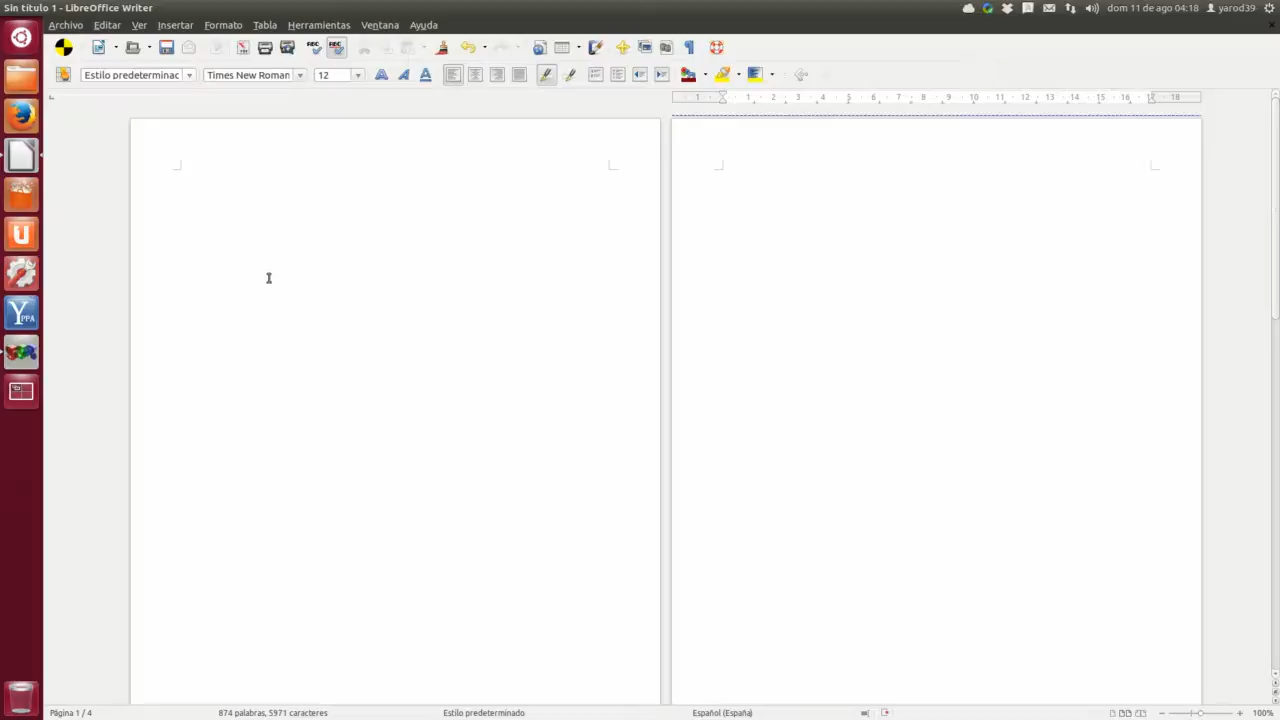 Sin título 1 - LibreOffice Writer
dom 11 de ago 04:18
yarod39
Archivo Editar Ver Insertar Formato Tabla Herramientas Ventana Ayuda
Estilo predeterminac
Times New Roman
12
1 1 2 3 4 5 6 7 8 9 10 11 12 13 14 15 16 17 18
Página 1 / 4
874 palabras, 5971 caracteres
Estilo predeterminado
Español (España)
100%